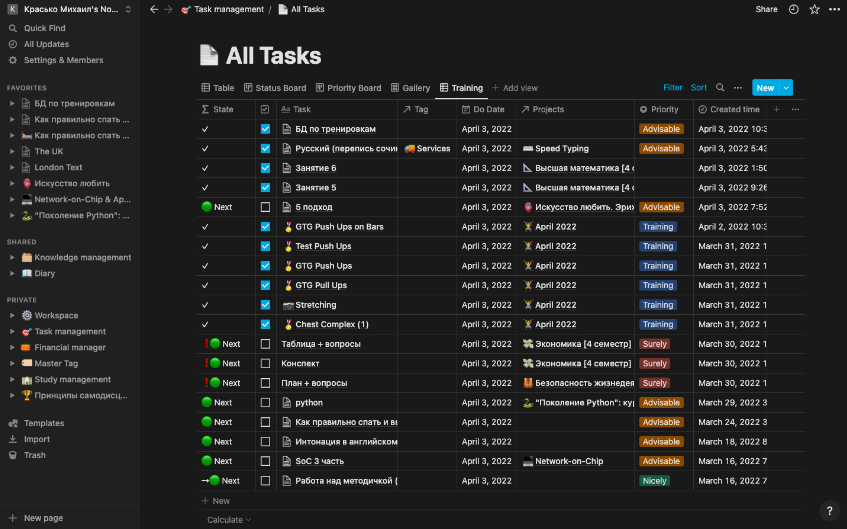 Красько Михаил's No...
Quick Find
All Updates
Settings & Members
FAVORITES
БД по тренировкам
Как правильно спать ...
Как правильно спать ...
The UK
London Text
Искусство любить
Network-on-Chip & Ap...
"Поколение Python": ...
SHARED
Knowledge management
Diary
PRIVATE
Workspace
Task management
Financial manager
Master Tag
Study management
Принципы самодисц...
Templates
Import
Trash
New page
Task management / All Tasks
Share
All Tasks
Table Status Board Priority Board Gallery Training + Add view
Filter Sort ... New
State Task Tag Do Date Projects Priority Created time
✓ БД по тренировкам April 3, 2022 Advisable April 3, 2022 10:3
✓ Русский (перепись сочи Services April 3, 2022 Speed Typing Advisable April 3, 2022 5:43
✓ Занятие 6 April 3, 2022 Высшая математика [4 с April 3, 2022 1:50
✓ Занятие 5 April 3, 2022 Высшая математика [4 с April 3, 2022 9:26
Next 5 подход April 3, 2022 Искусство любить. Эрих Advisable April 3, 2022 7:52
✓ GTG Push Ups on Bars April 3, 2022 April 2022 Training April 2, 2022 10:3
✓ Test Push Ups April 3, 2022 April 2022 Training March 31, 2022 1
✓ GTG Push Ups April 3, 2022 April 2022 Training March 31, 2022 1
✓ GTG Pull Ups April 3, 2022 April 2022 Training March 31, 2022 1
✓ Stretching April 3, 2022 April 2022 Training March 31, 2022 1
✓ Chest Complex (1) April 3, 2022 April 2022 Training March 31, 2022 1
Next Таблица + вопросы April 3, 2022 Экономика [4 семестр] Surely March 30, 2022 1
Next Конспект April 3, 2022 Экономика [4 семестр] Surely March 30, 2022 1
Next План + вопросы April 3, 2022 Безопасность жизнедея Surely March 30, 2022 1
Next python April 3, 2022 "Поколение Python": кур Advisable March 29, 2022 3
Next Как правильно спать и вы April 3, 2022 Advisable March 24, 2022 3
Next Интонация в английском April 3, 2022 Advisable March 18, 2022 8
Next SoC 3 часть April 3, 2022 Network-on-Chip Advisable March 16, 2022 7
→ Next Работа над методичкой ( April 3, 2022 Nicely March 16, 2022 7
+ New
Calculate
?